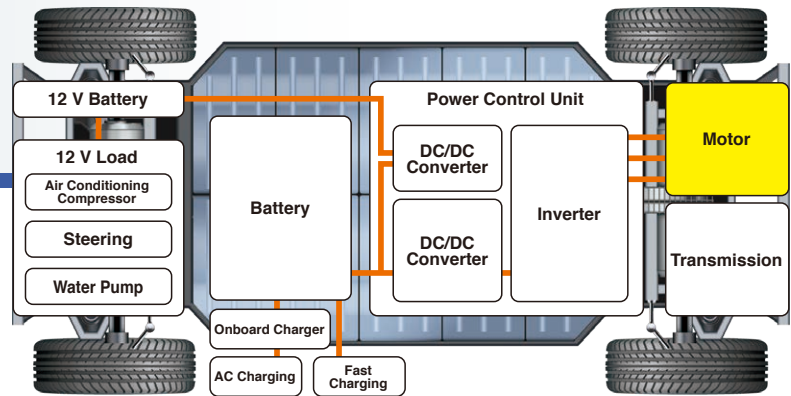 12 V Battery
12 V Load
Air Conditioning
Compressor
Steering
Water Pump
Battery
Onboard Charger
AC Charging
Fast
Charging
Power Control Unit
DC/DC
Converter
DC/DC
Converter
Inverter
Motor
Transmission